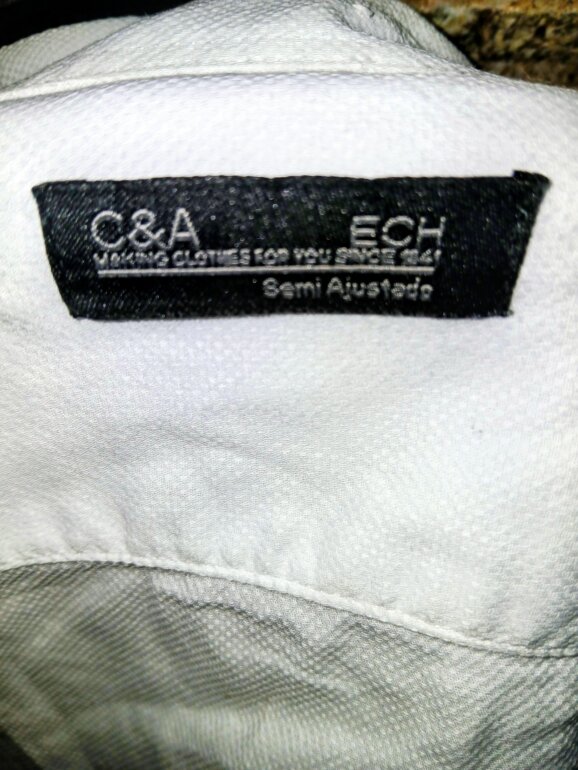 C&A ECH
MAKING CLOTHES FOR YOU SINCE 1841
Semi Ajustado